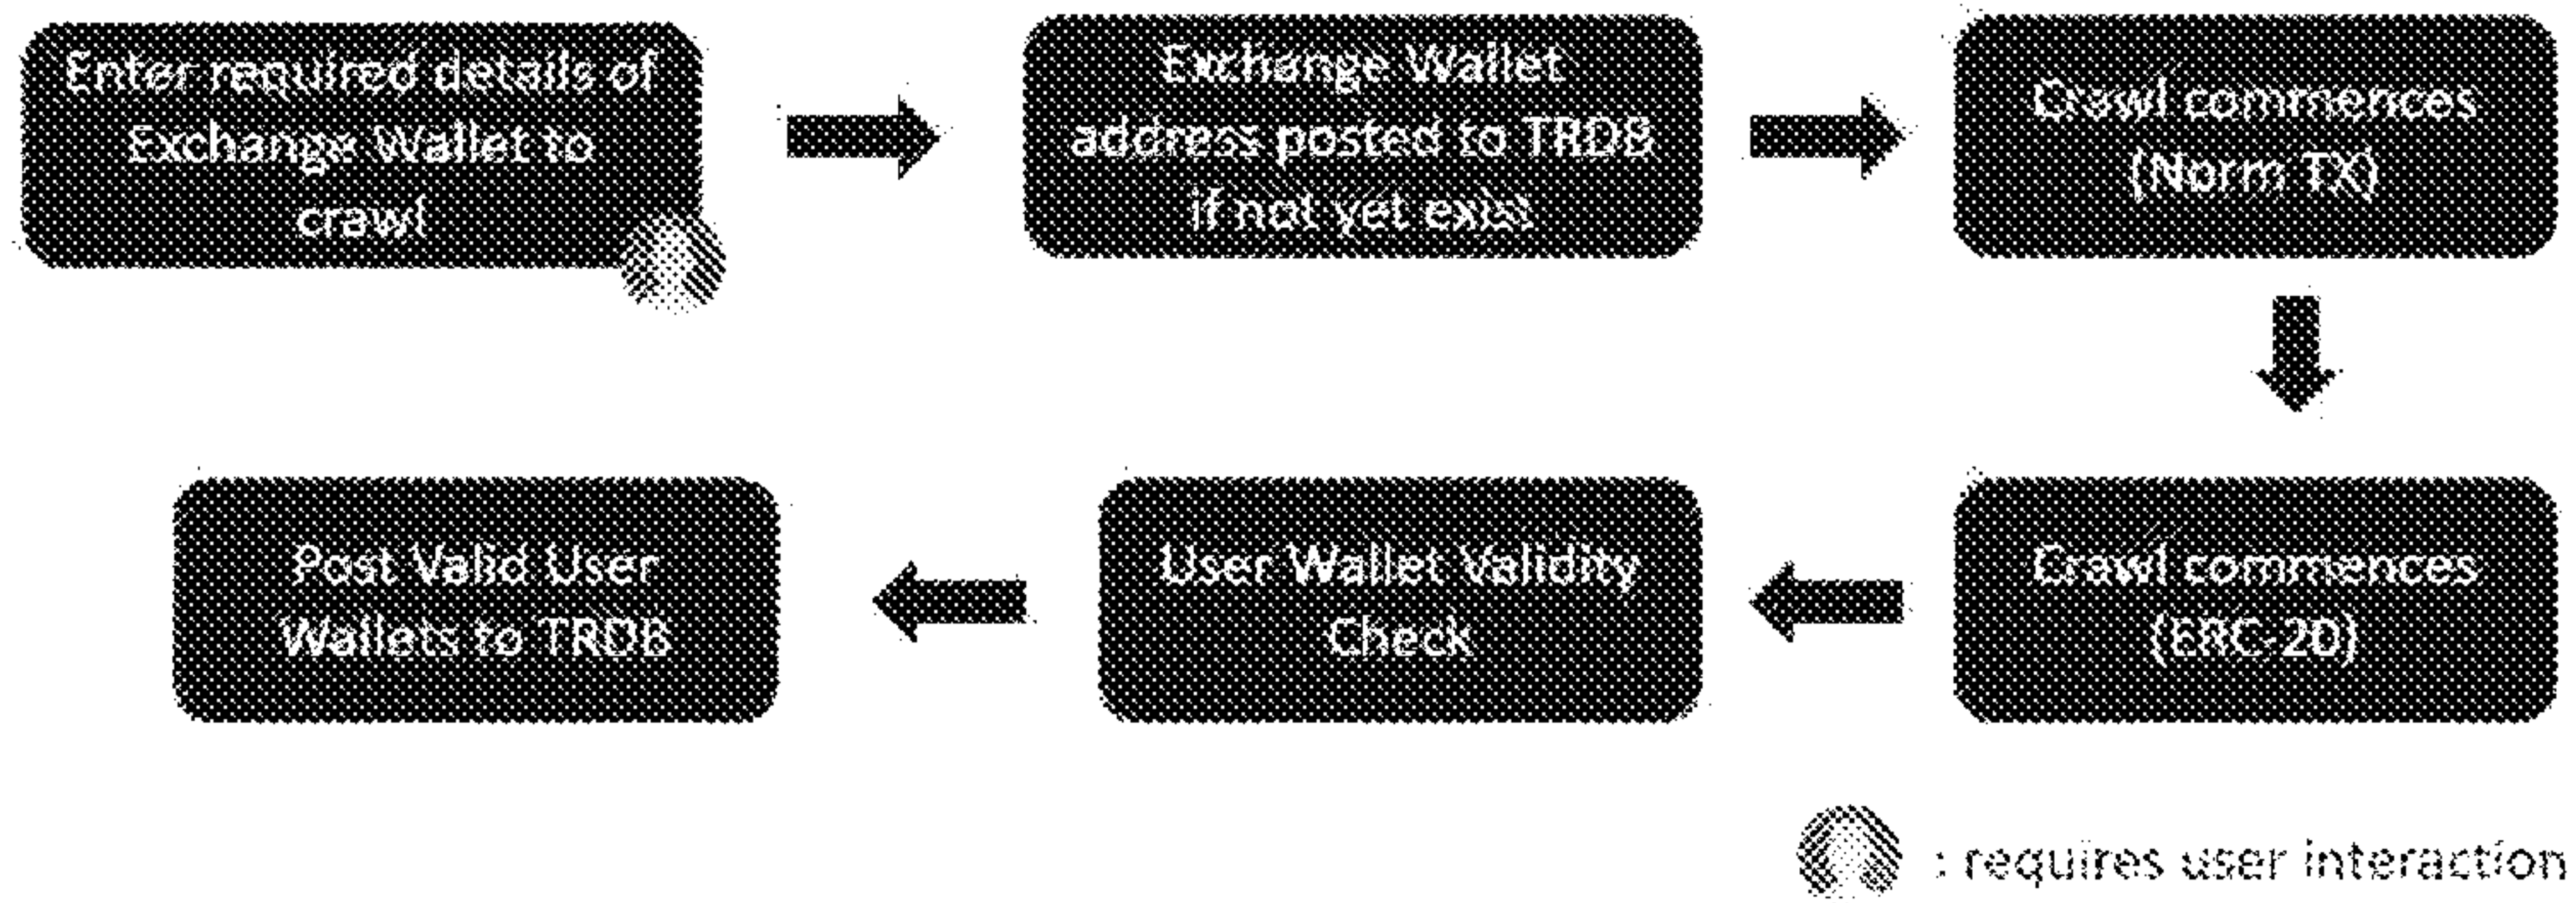 Enter required details of
Exchange Wallet to
crawl
Exchange Wallet
address posted to TRDB
if not yet exist
Crawl commences
(Norm TX)
Crawl commences
(ERC-20)
User Wallet Validity
Check
Post Valid User
Wallets to TRDB
: requires user interaction